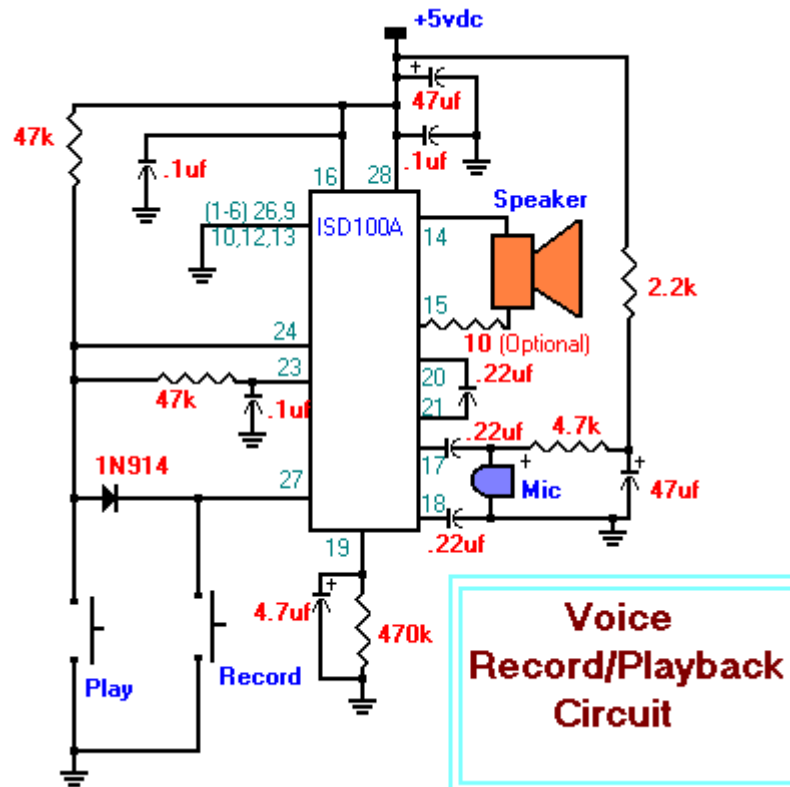 +5vdc
47uf
+
47k
.1uf
.1uf
16
28
Speaker
(1-6) 26,9
10,12,13
ISD100A
14
2.2k
15
24
10 (Optional)
23
20
.22uf
47k
.1uf
21
.22uf
4.7k
1N914
17
+
+
27
Mic
47uf
18
.22uf
19
+
4.7uf
470k
Play
Record
Voice
Record/Playback
Circuit